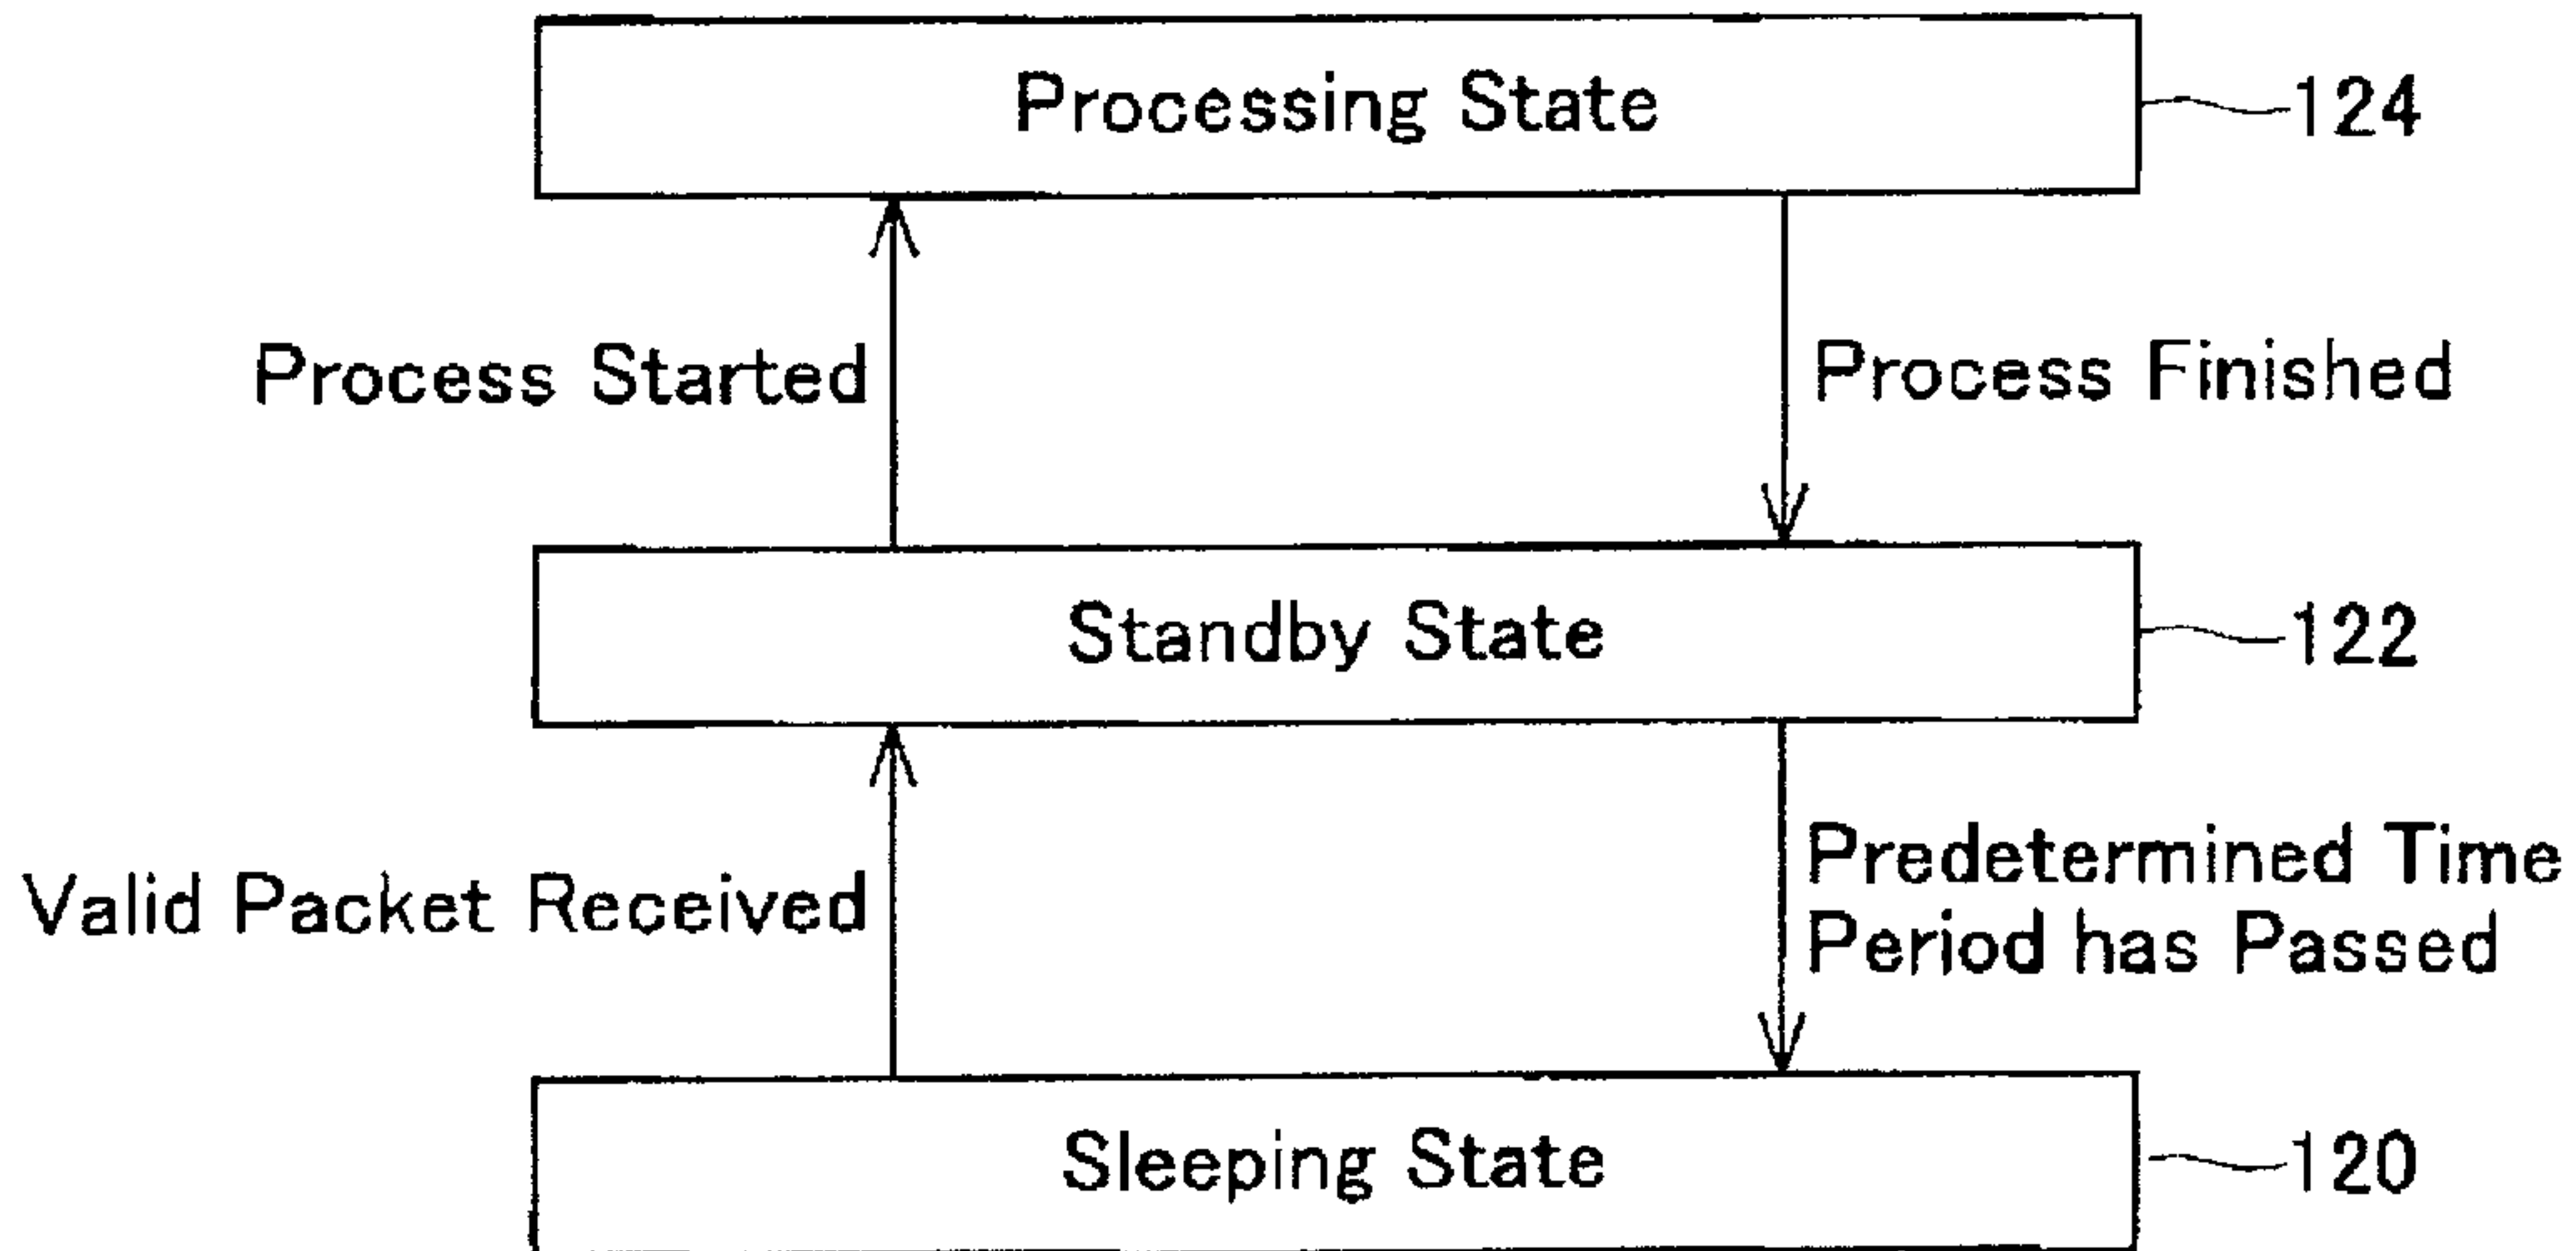 Processing State
124
Process Started
Process Finished
Standby State
122
Valid Packet Received
Predetermined Time
Period has Passed
Sleeping State
120